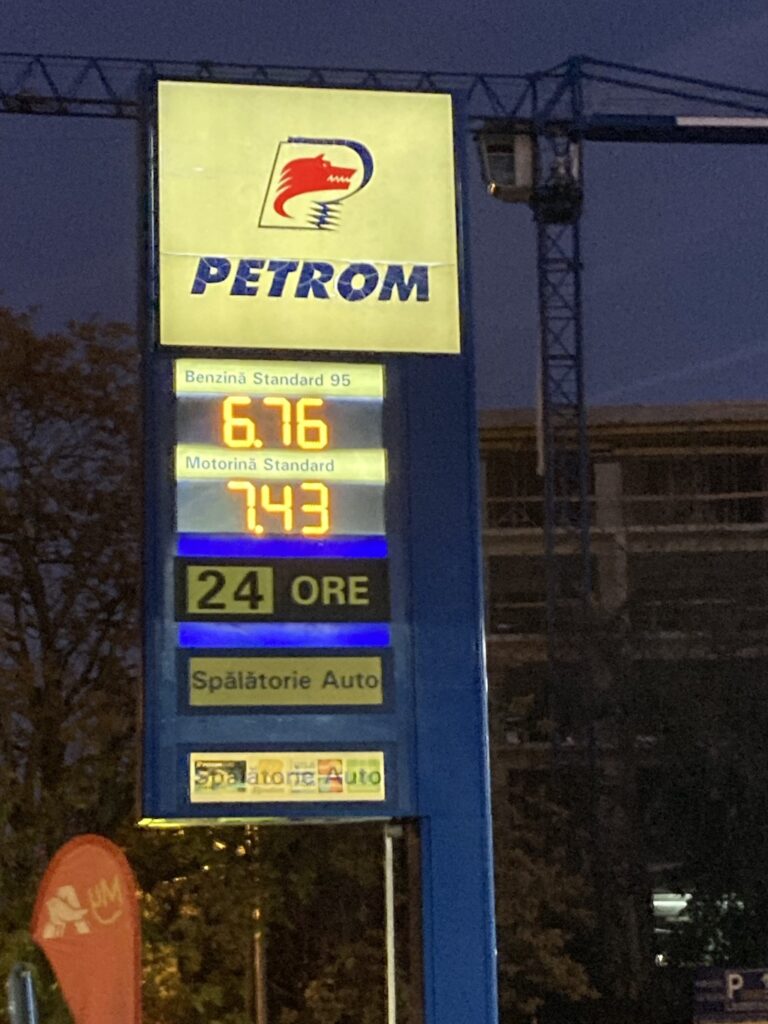 PETROM
Benzină Standard 95
6.76
Motorină Standard
7.43
24 ORE
Spălătorie Auto
Spălătorie Auto
P